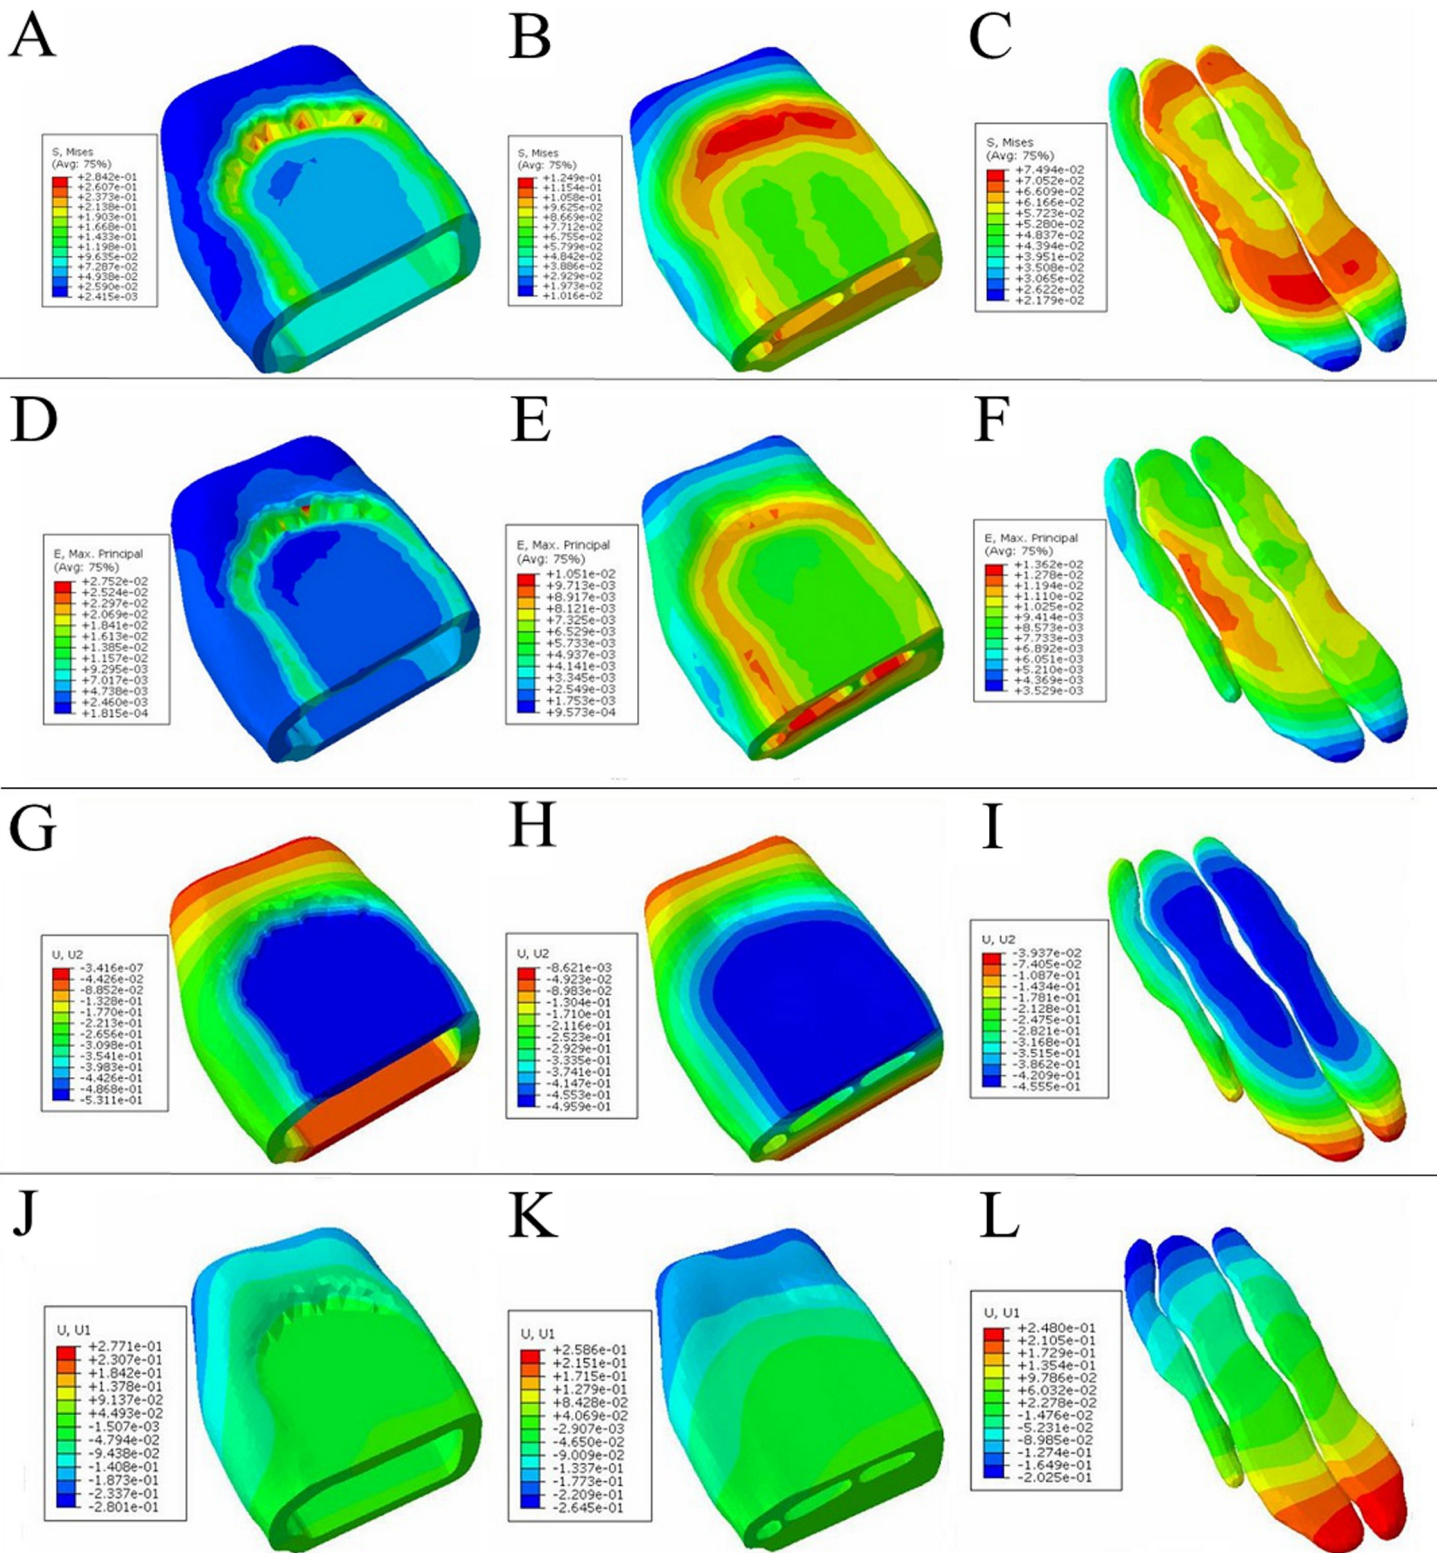 A
B
C
S, Mises
(Avg: 75%)
+2.842e-01
+2.607e-01
+2.373e-01
+2.138e-01
+1.903e-01
+1.668e-01
+1.433e-01
+1.198e-01
+9.635e-02
+7.287e-02
+4.938e-02
+2.590e-02
+2.415e-03
S, Mises
(Avg: 75%)
+1.249e-01
+1.154e-01
+1.058e-01
+9.625e-02
+8.669e-02
+7.712e-02
+6.755e-02
+5.799e-02
+4.842e-02
+3.886e-02
+2.929e-02
+1.973e-02
+1.016e-02
S, Mises
(Avg: 75%)
+7.494e-02
+7.052e-02
+6.609e-02
+6.166e-02
+5.723e-02
+5.280e-02
+4.837e-02
+4.394e-02
+3.951e-02
+3.508e-02
+3.065e-02
+2.622e-02
+2.179e-02
D
E
F
E, Max. Principal
(Avg: 75%)
+2.752e-02
+2.524e-02
+2.297e-02
+2.069e-02
+1.841e-02
+1.613e-02
+1.385e-02
+1.157e-02
+9.295e-03
+7.017e-03
+4.738e-03
+2.460e-03
+1.815e-04
E, Max. Principal
(Avg: 75%)
+1.051e-02
+9.713e-03
+8.917e-03
+8.121e-03
+7.325e-03
+6.529e-03
+5.733e-03
+4.937e-03
+4.141e-03
+3.345e-03
+2.549e-03
+1.753e-03
+9.573e-04
E, Max. Principal
(Avg: 75%)
+1.362e-02
+1.278e-02
+1.194e-02
+1.110e-02
+1.025e-02
+9.414e-03
+8.573e-03
+7.733e-03
+6.892e-03
+6.051e-03
+5.210e-03
+4.369e-03
+3.529e-03
G
H
I
U, U2
-3.416e-07
-4.426e-02
-8.852e-02
-1.328e-01
-1.770e-01
-2.213e-01
-2.656e-01
-3.098e-01
-3.541e-01
-3.983e-01
-4.426e-01
-4.868e-01
-5.311e-01
U, U2
-8.621e-03
-4.923e-02
-8.983e-02
-1.304e-01
-1.710e-01
-2.116e-01
-2.523e-01
-2.929e-01
-3.335e-01
-3.741e-01
-4.147e-01
-4.553e-01
-4.959e-01
U, U2
-3.937e-02
-7.405e-02
-1.087e-01
-1.434e-01
-1.781e-01
-2.128e-01
-2.475e-01
-2.821e-01
-3.168e-01
-3.515e-01
-3.862e-01
-4.209e-01
-4.555e-01
J
K
L
U, U1
+2.771e-01
+2.307e-01
+1.842e-01
+1.378e-01
+9.137e-02
+4.493e-02
-1.507e-03
-4.794e-02
-9.438e-02
-1.408e-01
-1.873e-01
-2.337e-01
-2.801e-01
U, U1
+2.586e-01
+2.151e-01
+1.715e-01
+1.279e-01
+8.428e-02
+4.069e-02
-2.907e-03
-4.650e-02
-9.009e-02
-1.337e-01
-1.773e-01
-2.209e-01
-2.645e-01
U, U1
+2.480e-01
+2.105e-01
+1.729e-01
+1.354e-01
+9.786e-02
+6.032e-02
+2.278e-02
-1.476e-02
-5.231e-02
-8.985e-02
-1.274e-01
-1.649e-01
-2.025e-01